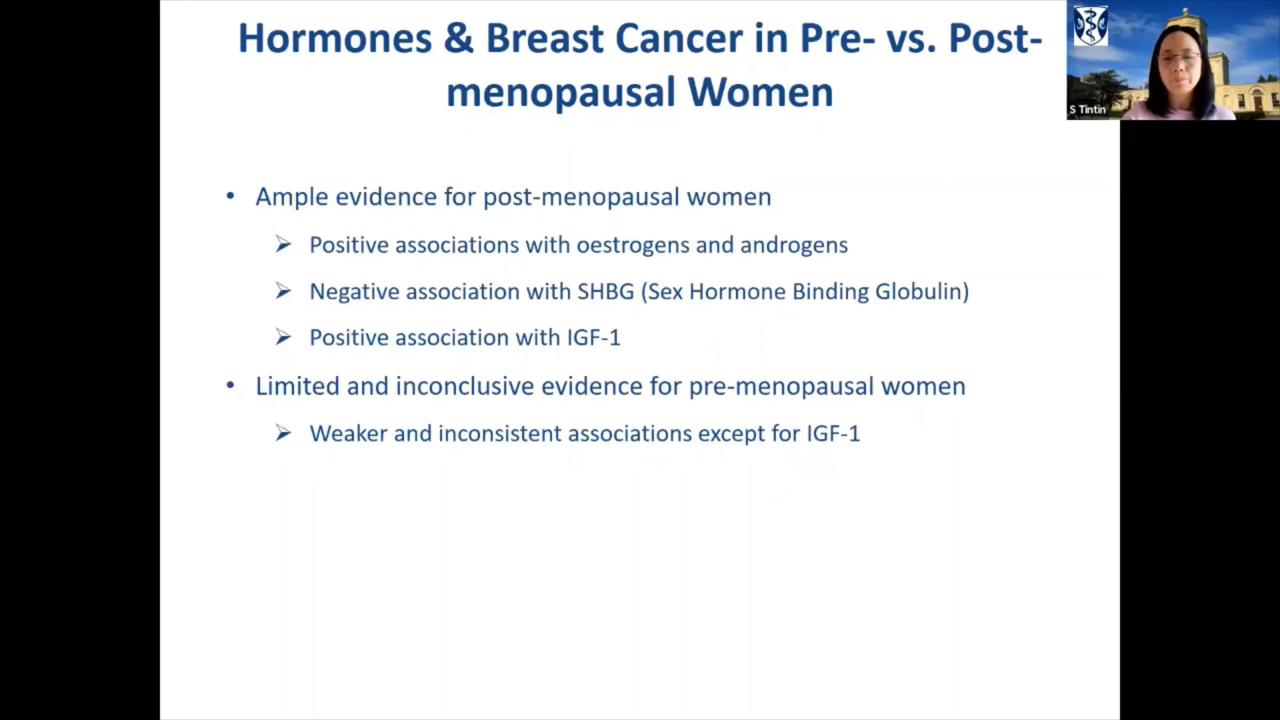 Hormones & Breast Cancer in Pre- vs. Post-
menopausal Women
S Tintin
• Ample evidence for post-menopausal women
➢ Positive associations with oestrogens and androgens
➢ Negative association with SHBG (Sex Hormone Binding Globulin)
➢ Positive association with IGF-1
• Limited and inconclusive evidence for pre-menopausal women
➢ Weaker and inconsistent associations except for IGF-1